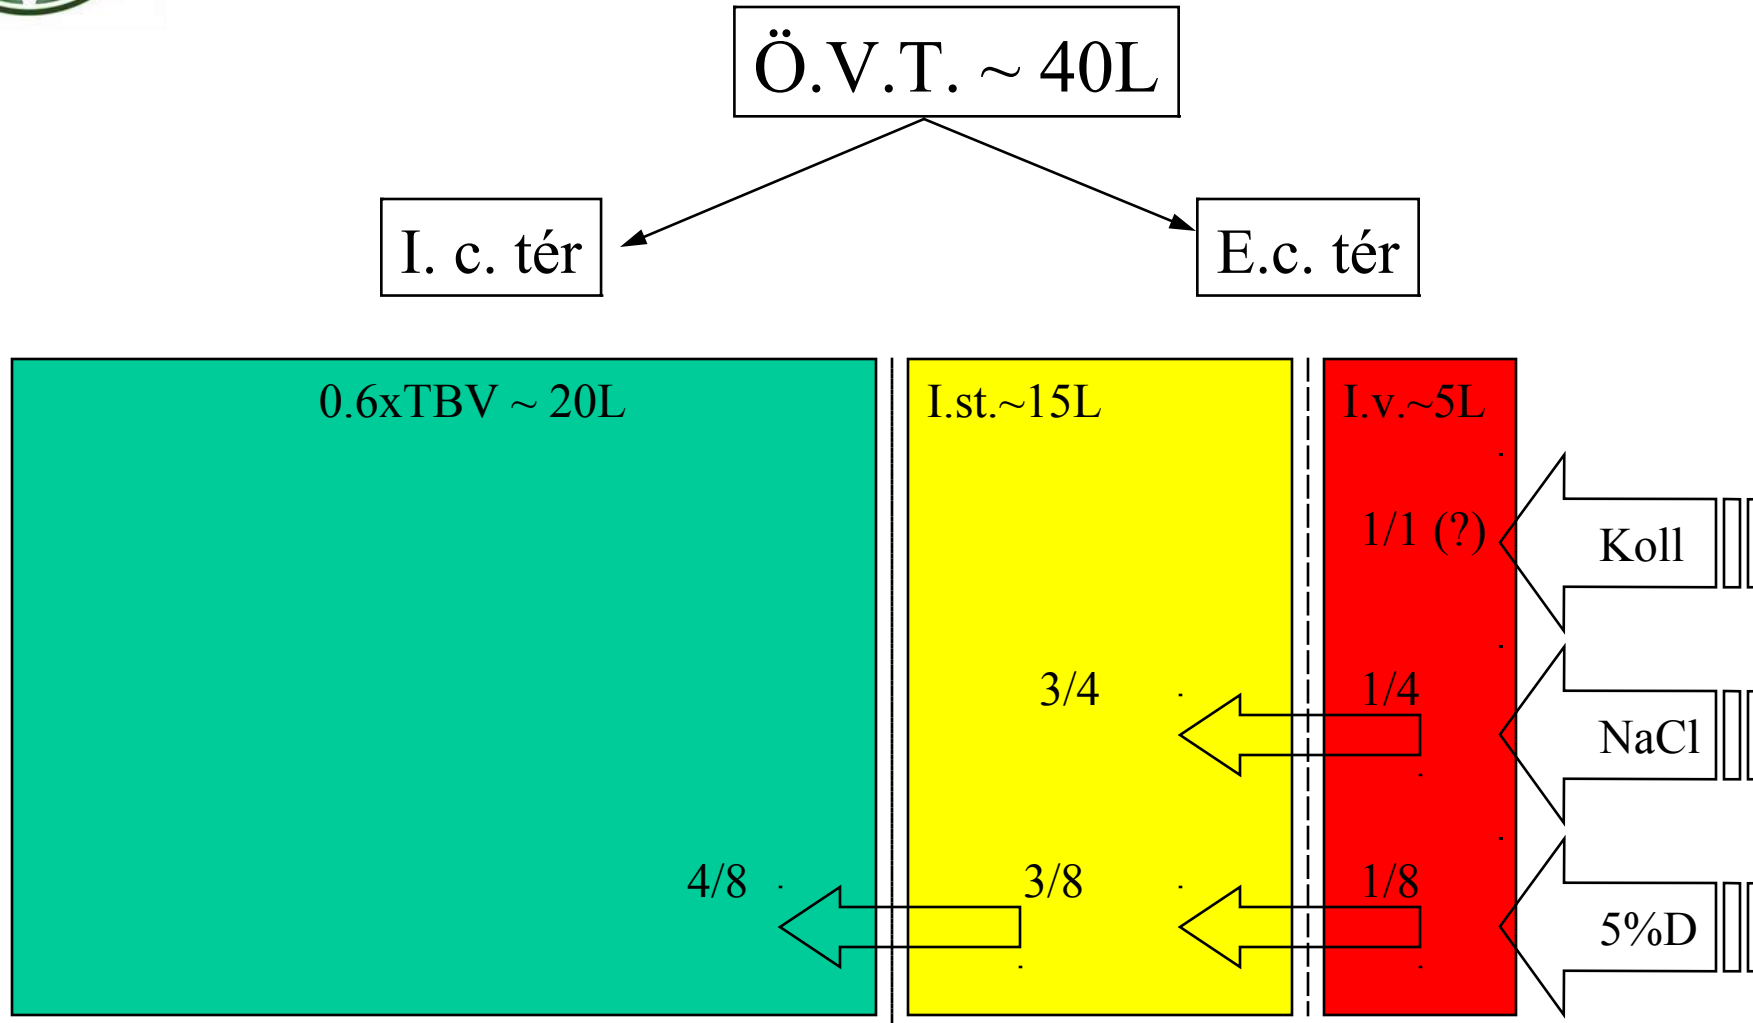 Ö.V.T. ~ 40L
I. c. tér
E.c. tér
0.6xTBV ~ 20L
I.st.~15L
I.v.~5L
1/1 (?)
Koll
3/4
1/4
NaCl
4/8
3/8
1/8
5%D